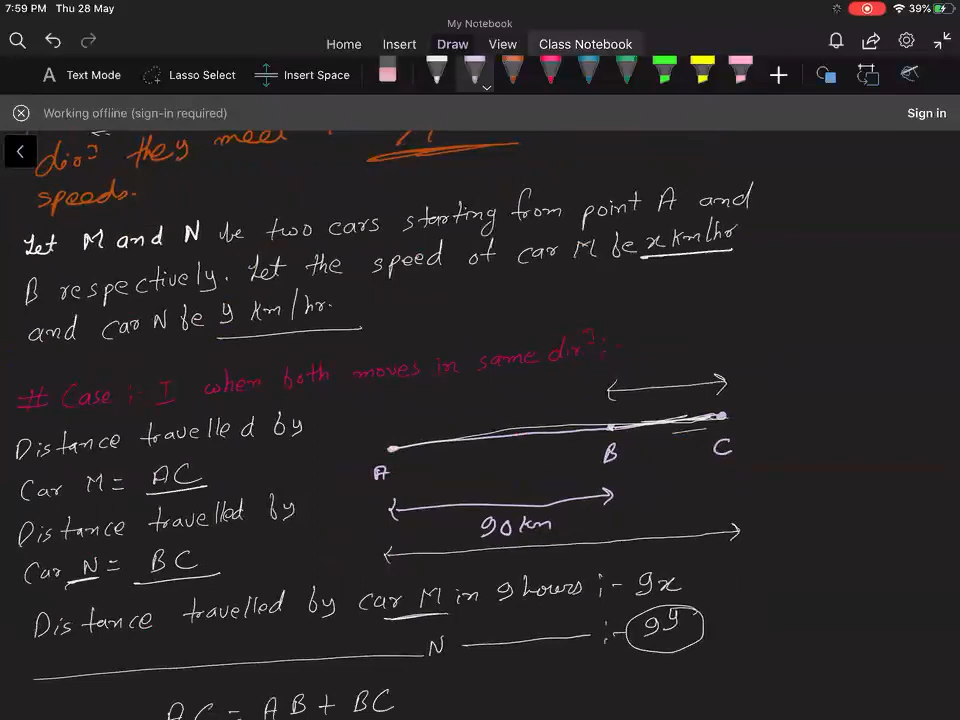 7:59 PM Thu 28 May
39%
My Notebook
Home Insert Draw View Class Notebook
Text Mode Lasso Select Insert Space
Working offline (sign-in required) Sign in
dirⁿ they meet
speeds.
Let M and N be two cars starting from point A and
B respectively. Let the speed of car M be x km/hr
and car N be y km/hr.
# Case :- I when both moves in same dirⁿ :-
Distance travelled by
Car M = AC
Distance travelled by
Car N = BC
A B C
90 km
Distance travelled by car M in 9 hours :- 9x
N :- 9y
AC = AB + BC